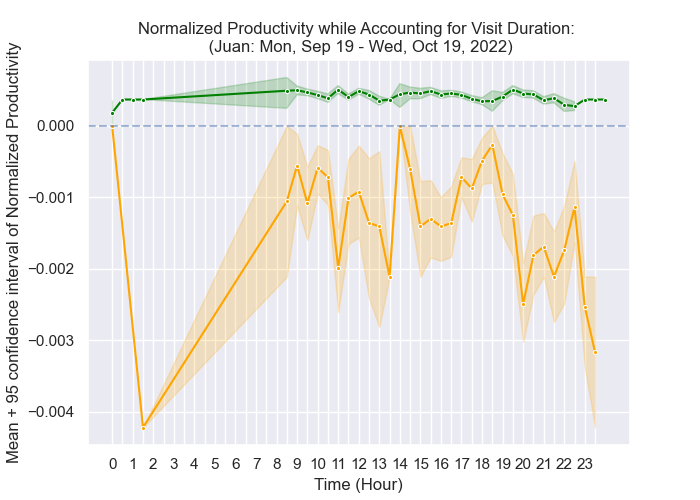 Normalized Productivity while Accounting for Visit Duration:
(Juan: Mon, Sep 19 - Wed, Oct 19, 2022)
Mean + 95 confidence interval of Normalized Productivity
0.000
−0.001
−0.002
−0.003
−0.004
0 1 2 3 4 5 6 7 8 9 10 11 12 13 14 15 16 17 18 19 20 21 22 23
Time (Hour)